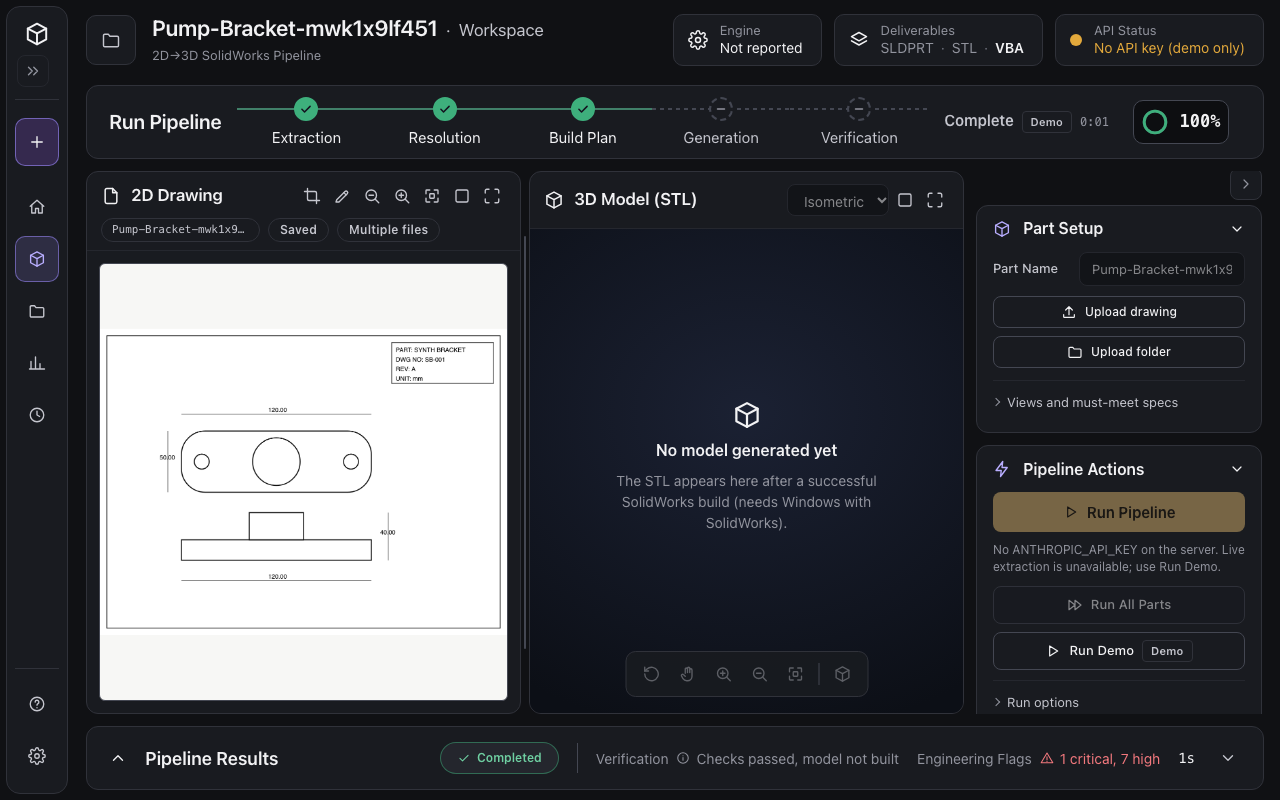 Pump-Bracket-mwk1x9lf451 · Workspace
2D→3D SolidWorks Pipeline
Engine
Not reported
Deliverables
SLDPRT · STL · VBA
API Status
No API key (demo only)
Run Pipeline
Extraction
Resolution
Build Plan
Generation
Verification
Complete Demo 0:01
100%
2D Drawing
Pump-Bracket-mwk1x9…
Saved
Multiple files
PART: SYNTH BRACKET
DWG NO: SB-001
REV: A
UNIT: mm
120.00
50.00
40.00
120.00
3D Model (STL)
Isometric
No model generated yet
The STL appears here after a successful
SolidWorks build (needs Windows with
SolidWorks).
Part Setup
Part Name Pump-Bracket-mwk1x9
Upload drawing
Upload folder
Views and must-meet specs
Pipeline Actions
Run Pipeline
No ANTHROPIC_API_KEY on the server. Live
extraction is unavailable; use Run Demo.
Run All Parts
Run Demo Demo
Run options
Pipeline Results
Completed
Verification Checks passed, model not built
Engineering Flags 1 critical, 7 high
1s